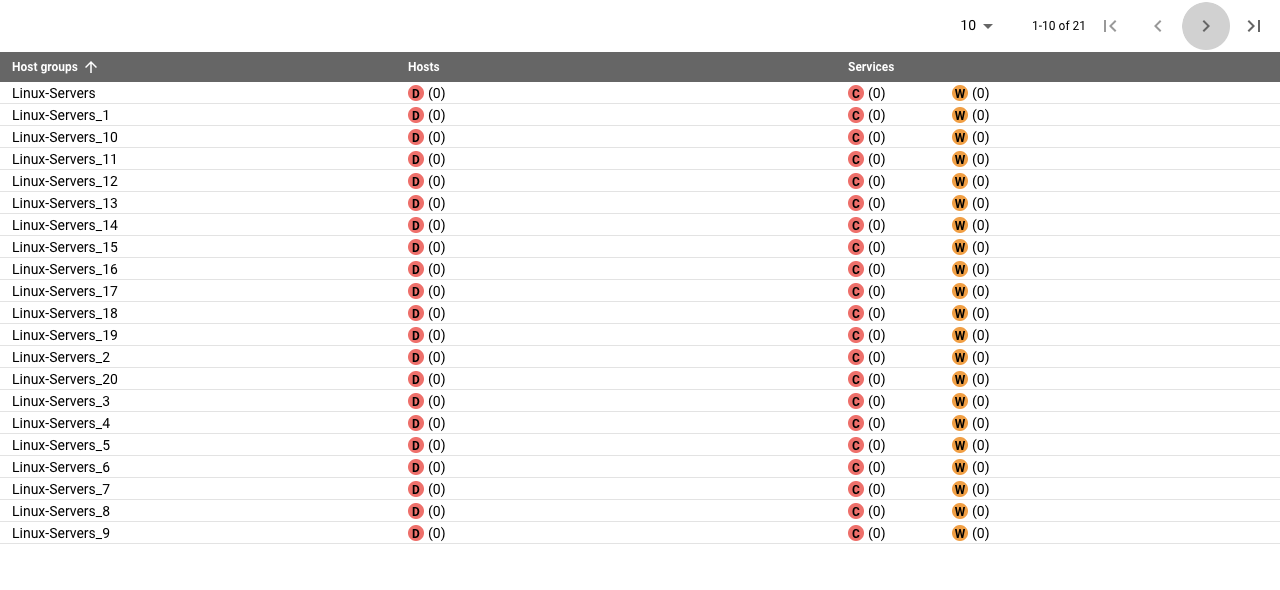 10 1-10 of 21
Host groups Hosts Services
Linux-Servers D (0) C (0) W (0)
Linux-Servers_1 D (0) C (0) W (0)
Linux-Servers_10 D (0) C (0) W (0)
Linux-Servers_11 D (0) C (0) W (0)
Linux-Servers_12 D (0) C (0) W (0)
Linux-Servers_13 D (0) C (0) W (0)
Linux-Servers_14 D (0) C (0) W (0)
Linux-Servers_15 D (0) C (0) W (0)
Linux-Servers_16 D (0) C (0) W (0)
Linux-Servers_17 D (0) C (0) W (0)
Linux-Servers_18 D (0) C (0) W (0)
Linux-Servers_19 D (0) C (0) W (0)
Linux-Servers_2 D (0) C (0) W (0)
Linux-Servers_20 D (0) C (0) W (0)
Linux-Servers_3 D (0) C (0) W (0)
Linux-Servers_4 D (0) C (0) W (0)
Linux-Servers_5 D (0) C (0) W (0)
Linux-Servers_6 D (0) C (0) W (0)
Linux-Servers_7 D (0) C (0) W (0)
Linux-Servers_8 D (0) C (0) W (0)
Linux-Servers_9 D (0) C (0) W (0)